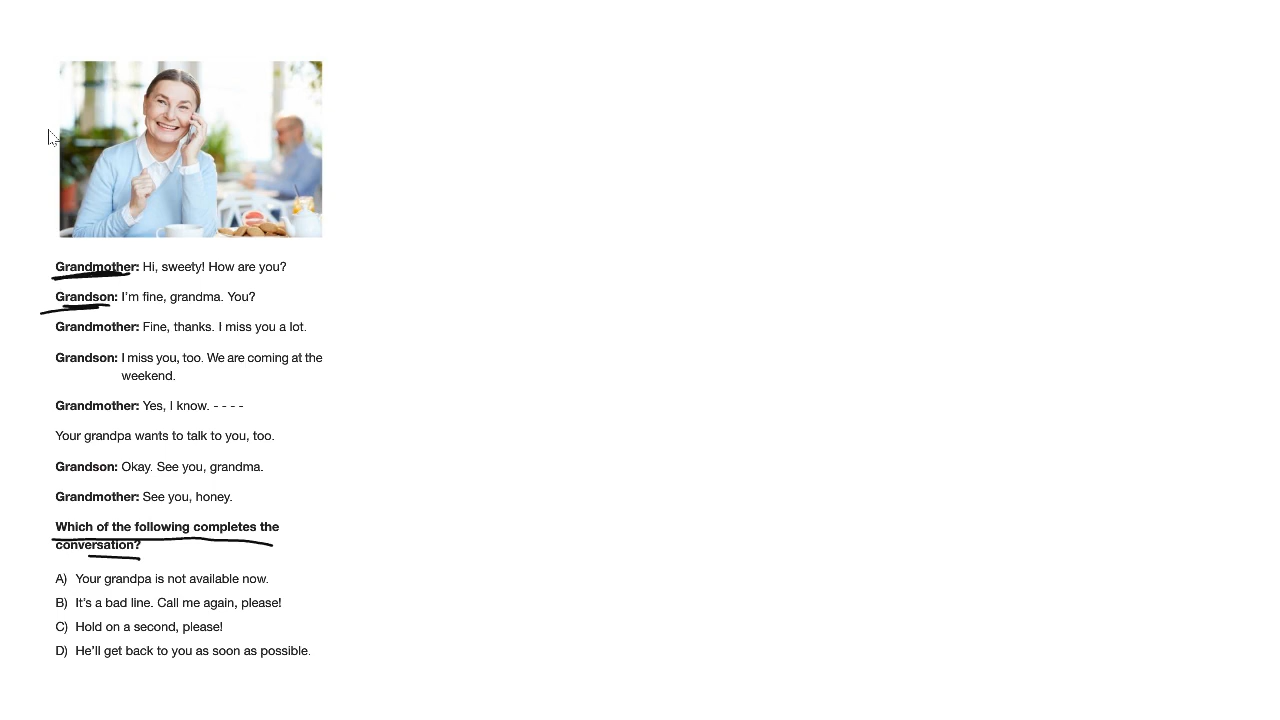 Grandmother: Hi, sweety! How are you?
Grandson: I'm fine, grandma. You?
Grandmother: Fine, thanks. I miss you a lot.
Grandson: I miss you, too. We are coming at the
weekend.
Grandmother: Yes, I know. - - - -
Your grandpa wants to talk to you, too.
Grandson: Okay. See you, grandma.
Grandmother: See you, honey.
Which of the following completes the
conversation?
A) Your grandpa is not available now.
B) It's a bad line. Call me again, please!
C) Hold on a second, please!
D) He'll get back to you as soon as possible.